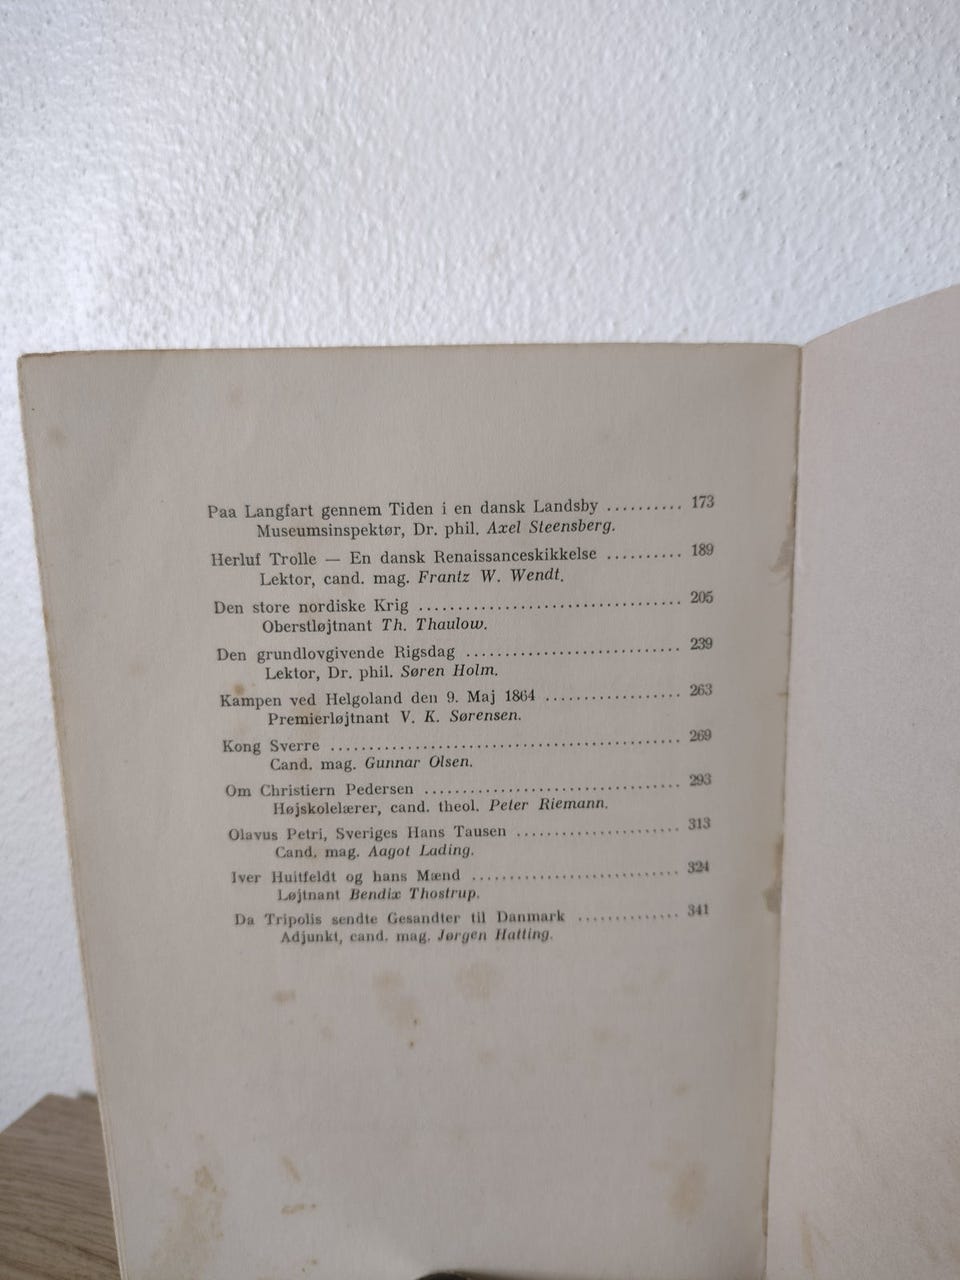 Paa Langfart gennem Tiden i en dansk Landsby .......... 173
Museumsinspektør, Dr. phil. Axel Steensberg.
Herluf Trolle — En dansk Renaissanceskikkelse .......... 189
Lektor, cand. mag. Frantz W. Wendt.
Den store nordiske Krig .................................. 205
Oberstløjtnant Th. Thaulow.
Den grundlovgivende Rigsdag ............................ 239
Lektor, Dr. phil. Søren Holm.
Kampen ved Helgoland den 9. Maj 1864 .................. 263
Premierløjtnant V. K. Sørensen.
Kong Sverre .............................................. 269
Cand. mag. Gunnar Olsen.
Om Christiern Pedersen .................................. 293
Højskolelærer, cand. theol. Peter Riemann.
Olavus Petri, Sveriges Hans Tausen ...................... 313
Cand. mag. Aagot Lading.
Iver Huitfeldt og hans Mænd ............................ 324
Løjtnant Bendix Thostrup.
Da Tripolis sendte Gesandter til Danmark .............. 341
Adjunkt, cand. mag. Jørgen Hatting.